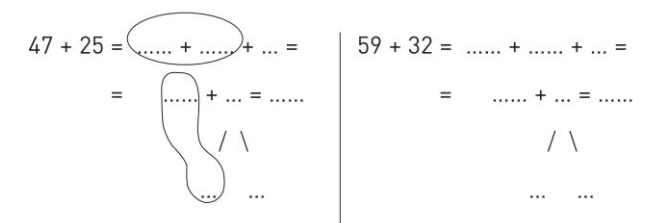 47 + 25 = ...... + ...... + ... =
= ...... + ... = ......
/ \
... ...
59 + 32 = ...... + ...... + ... =
= ...... + ... = ......
/ \
... ...